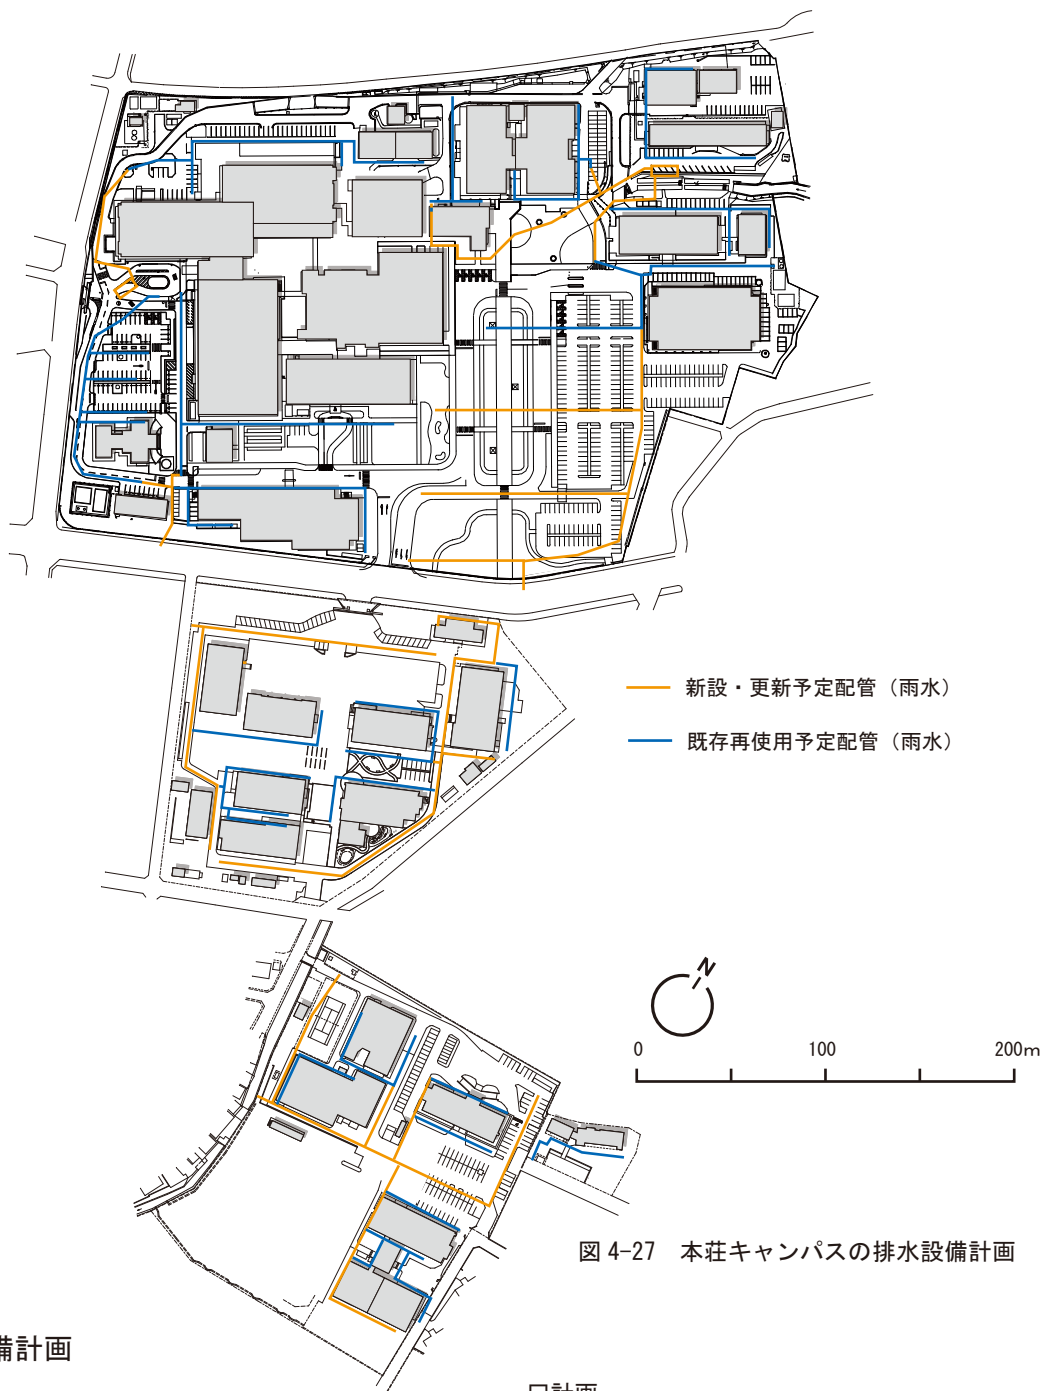 新設・更新予定配管（雨水）
既存再使用予定配管（雨水）
N
0 100 200m
図 4-27 本荘キャンパスの排水設備計画
備計画